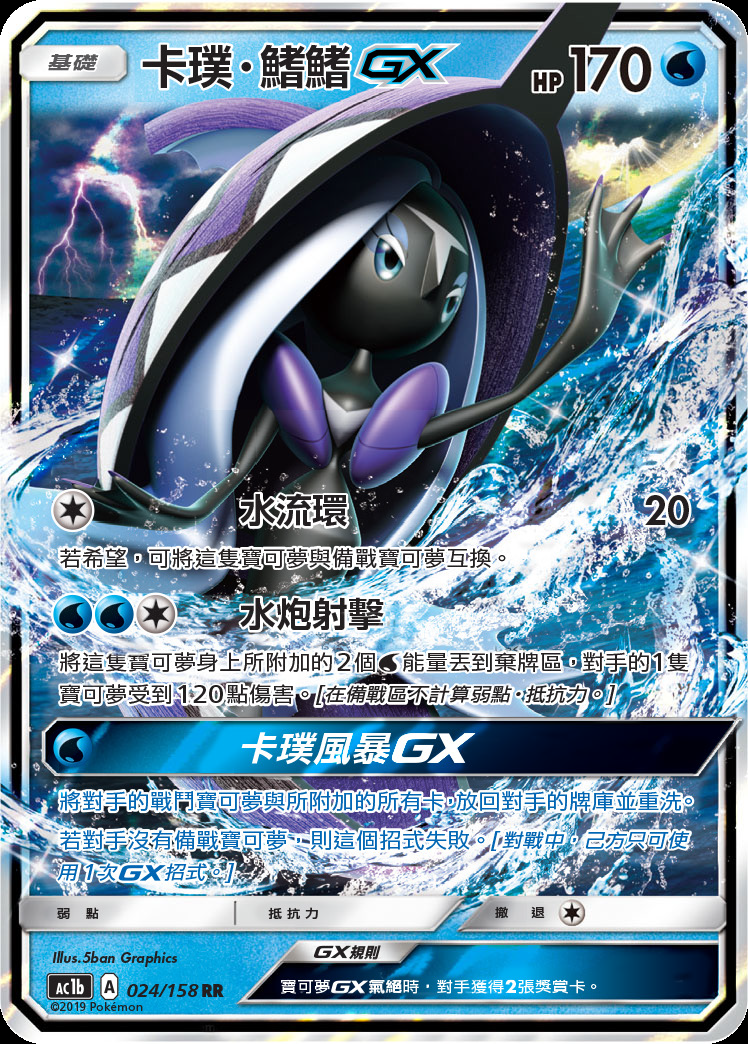 基礎 卡璞·鰭鰭GX HP170
水流環 20
若希望，可將這隻寶可夢與備戰寶可夢互換。
水炮射擊
將這隻寶可夢身上所附加的2個能量丟到棄牌區，對手的1隻
寶可夢受到120點傷害。[在備戰區不計算弱點·抵抗力。]
卡璞風暴GX
將對手的戰鬥寶可夢與所附加的所有卡，放回對手的牌庫並重洗。
若對手沒有備戰寶可夢，則這個招式失敗。[對戰中，己方只可使
用1次GX招式。]
弱點 抵抗力 撤退
Illus.5ban Graphics
GX規則
AC1b A 024/158 RR
寶可夢GX氣絕時，對手獲得2張獎賞卡。
©2019 Pokémon